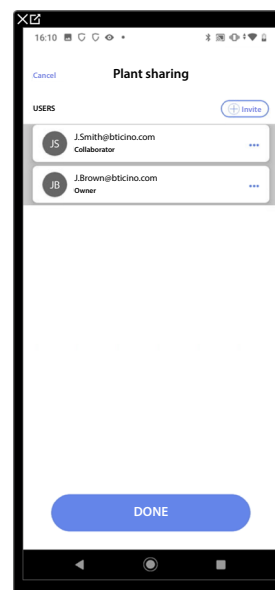 16:10
Cancel
Plant sharing
USERS
Invite
JS
J.Smith@bticino.com
Collaborator
JB
J.Brown@bticino.com
Owner
DONE